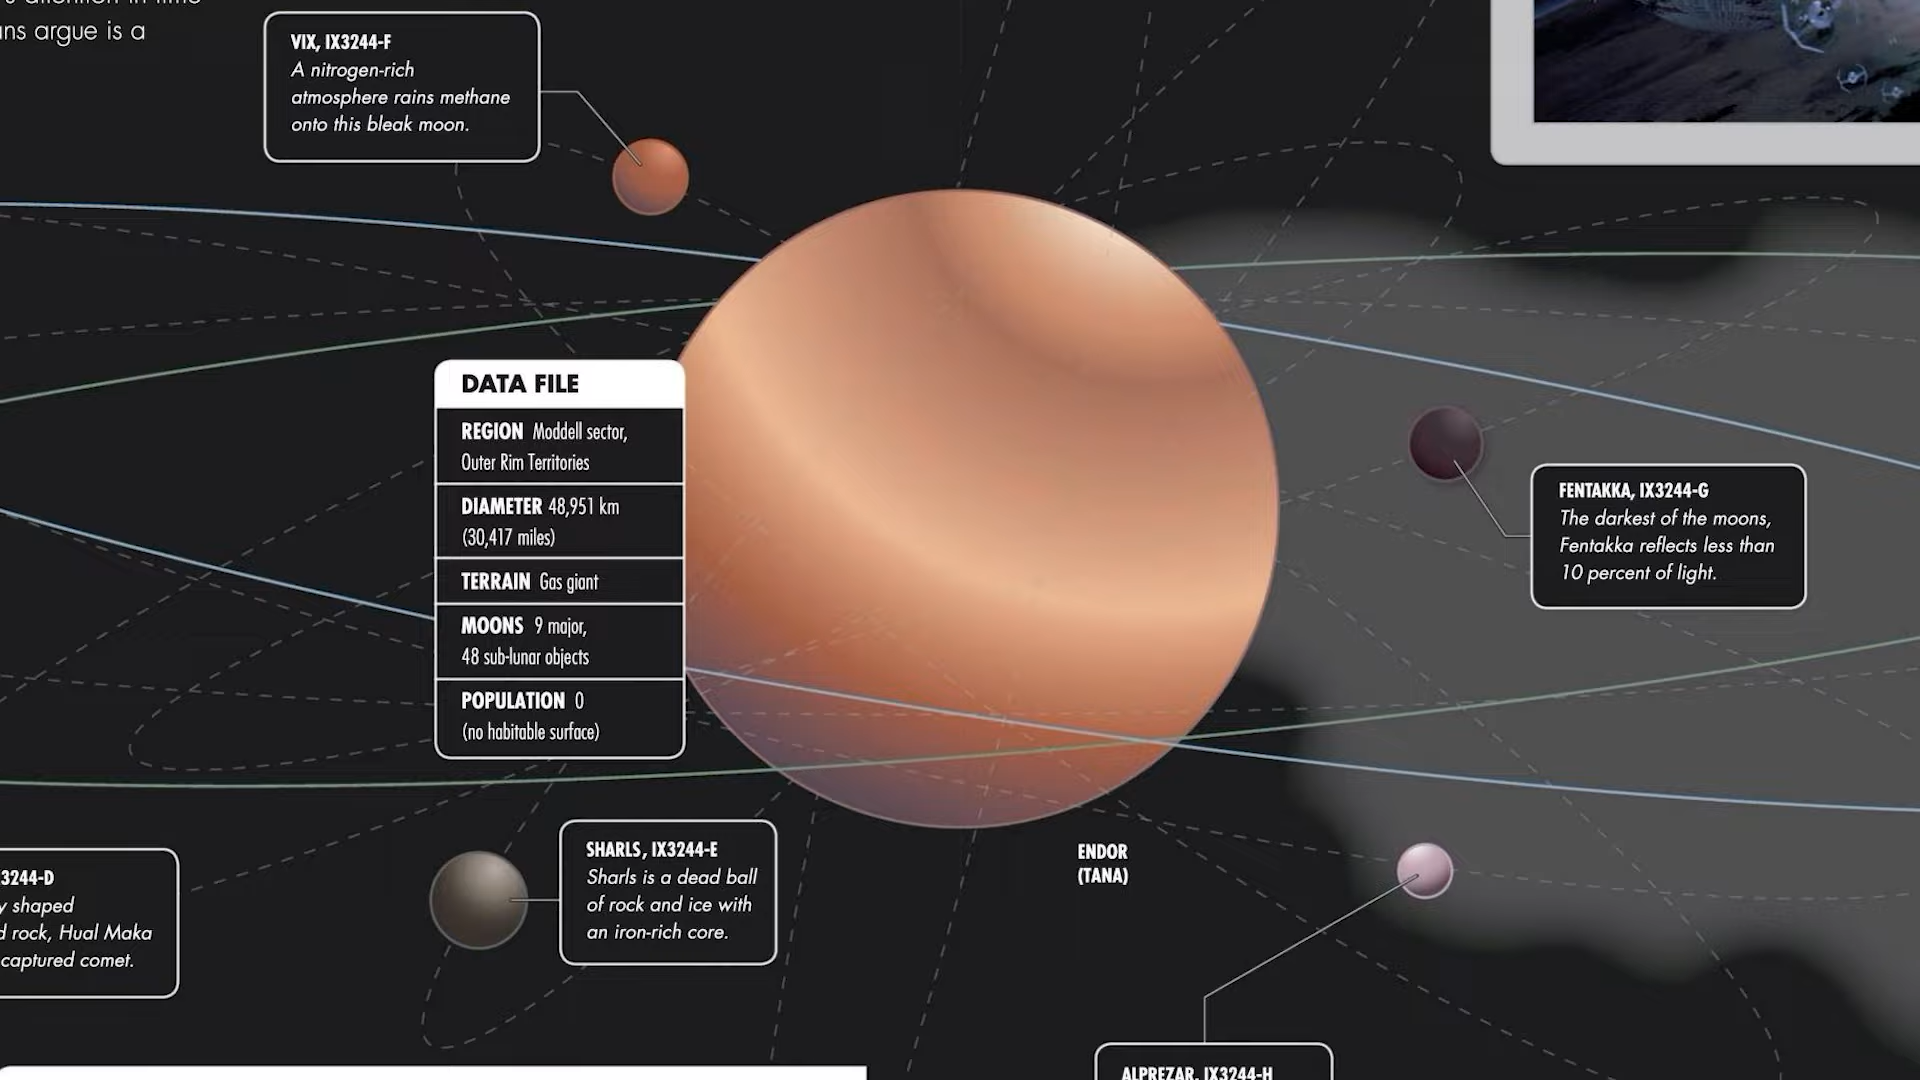 ns argue is a
VIX, IX3244-F
A nitrogen-rich
atmosphere rains methane
onto this bleak moon.
DATA FILE
REGION Moddell sector,
Outer Rim Territories
DIAMETER 48,951 km
(30,417 miles)
TERRAIN Gas giant
MOONS 9 major,
48 sub-lunar objects
POPULATION 0
(no habitable surface)
FENTAKKA, IX3244-G
The darkest of the moons,
Fentakka reflects less than
10 percent of light.
3244-D
y shaped
d rock, Hual Maka
captured comet.
SHARLS, IX3244-E
Sharls is a dead ball
of rock and ice with
an iron-rich core.
ENDOR
(TANA)
ALPREZAR, IX3244-H